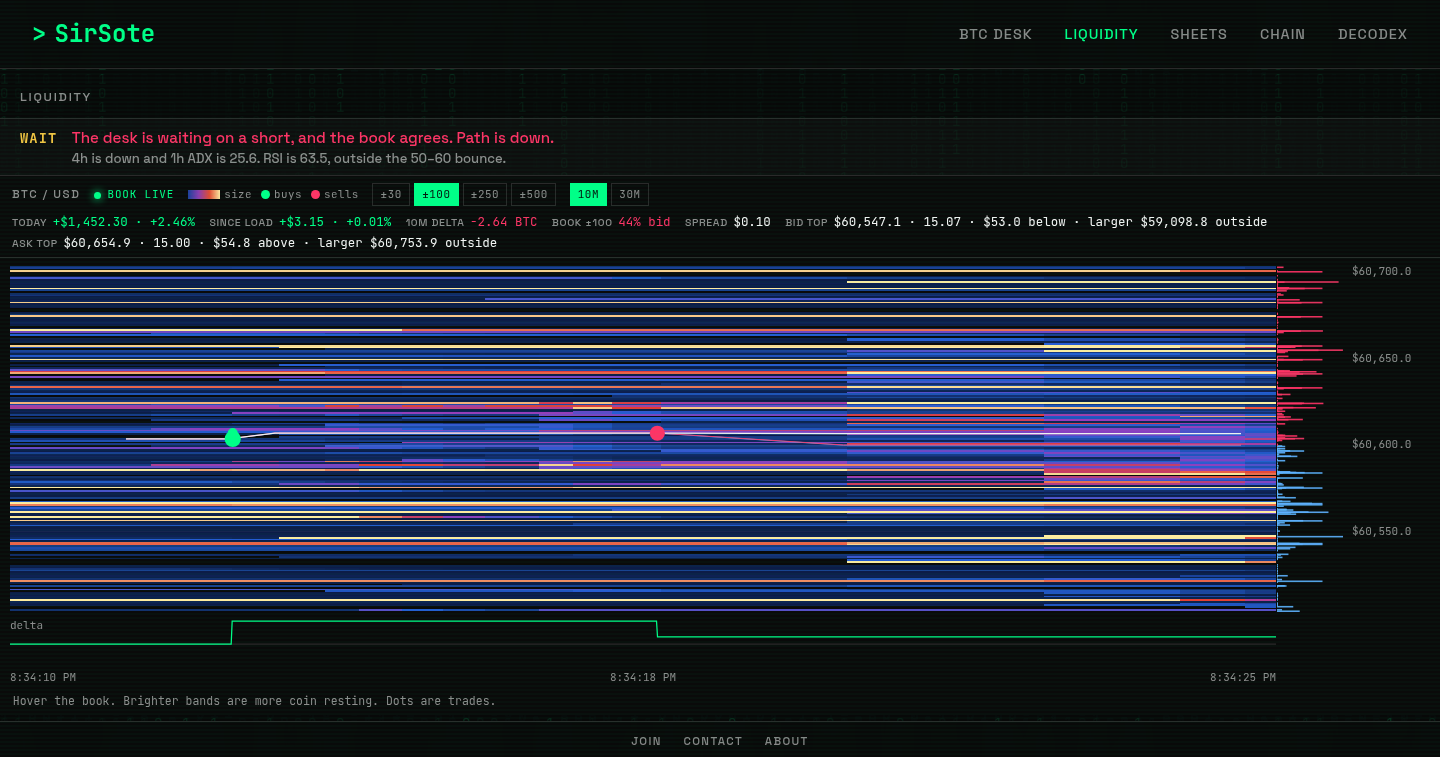 > SirSote
BTC DESK LIQUIDITY SHEETS CHAIN DECODEX
LIQUIDITY
WAIT The desk is waiting on a short, and the book agrees. Path is down.
4h is down and 1h ADX is 25.6. RSI is 63.5, outside the 50–60 bounce.
BTC / USD BOOK LIVE size buys sells ±30 ±100 ±250 ±500 10M 30M
TODAY +$1,452.30 · +2.46% SINCE LOAD +$3.15 · +0.01% 10M DELTA -2.64 BTC BOOK ±100 44% bid SPREAD $0.10 BID TOP $60,547.1 · 15.07 · $53.0 below · larger $59,098.8 outside
ASK TOP $60,654.9 · 15.00 · $54.8 above · larger $60,753.9 outside
$60,700.0
$60,650.0
$60,600.0
$60,550.0
delta
8:34:10 PM 8:34:18 PM 8:34:25 PM
Hover the book. Brighter bands are more coin resting. Dots are trades.
JOIN CONTACT ABOUT